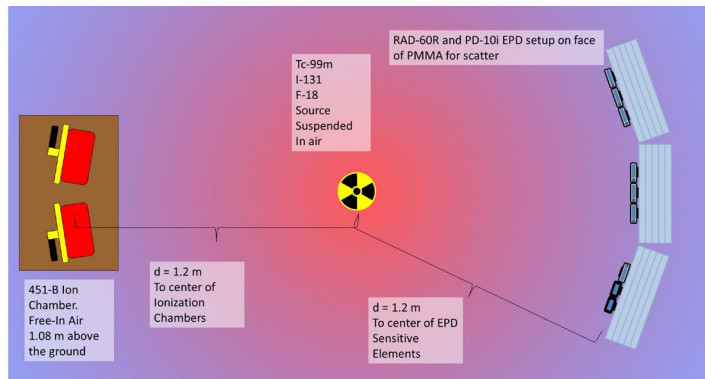 RAD-60R and PD-10i EPD setup on face
of PMMA for scatter
Tc-99m
I-131
F-18
Source
Suspended
In air
d = 1.2 m
To center of
Ionization
Chambers
451-B Ion
Chamber.
Free-In Air
1.08 m above
the ground
d = 1.2 m
To center of EPD
Sensitive
Elements